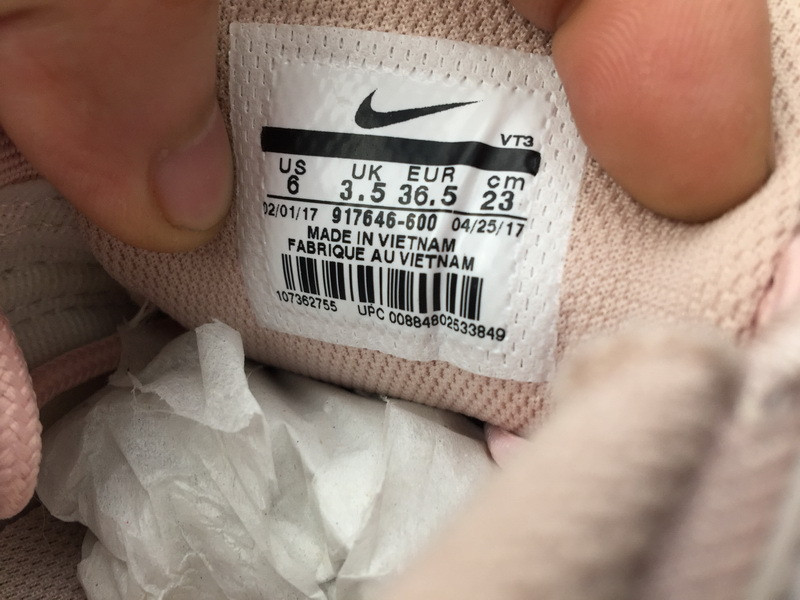 VT3
US UK EUR cm
6 3.5 36.5 23
02/01/17 917646-600 04/25/17
MADE IN VIETNAM
FABRIQUE AU VIETNAM
107362755 UPC 00884802533849